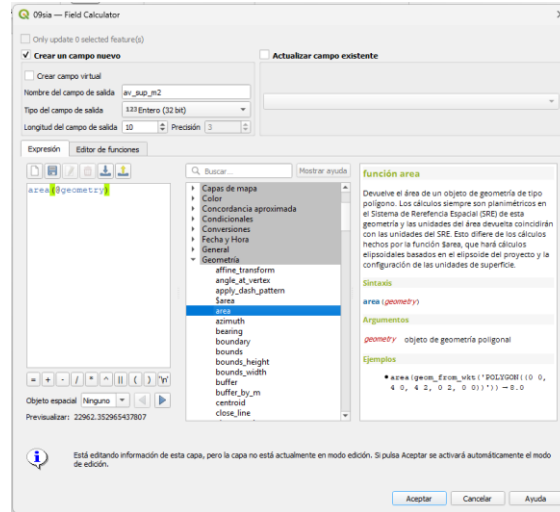 09sia — Field Calculator
Only update 0 selected feature(s)
Crear un campo nuevo
Actualizar campo existente
Crear campo virtual
Nombre del campo de salida av_sup_m2
Tipo del campo de salida 123 Entero (32 bit)
Longitud del campo de salida 10 Precisión 3
Expresión Editor de funciones
area(@geometry)
= + - / * ^ || ( ) '\n'
Objeto espacial Ninguno
Previsualizar: 22962.352965437807
Buscar... Mostrar ayuda
Capas de mapa
Color
Concordancia aproximada
Condicionales
Conversiones
Fecha y Hora
General
Geometría
affine_transform
angle_at_vertex
apply_dash_pattern
$area
area
azimuth
bearing
boundary
bounds
bounds_height
bounds_width
buffer
buffer_by_m
centroid
close_line
función area
Devuelve el área de un objeto de geometría de tipo
polígono. Los cálculos siempre son planimétricos en
el Sistema de Rerefencia Espacial (SRE) de esta
geometría y las unidades del área devuelta coincidirán
con las unidades del SRE. Esto difiere de los cálculos
hechos por la función $area, que hará cálculos
elipsoidales basados en el elipsoide del proyecto y la
configuración de las unidades de superficie.
Sintaxis
area(geometry)
Argumentos
geometry objeto de geometría poligonal
Ejemplos
area(geom_from_wkt('POLYGON((0 0,
4 0, 4 2, 0 2, 0 0))')) → 8.0
Está editando información de esta capa, pero la capa no está actualmente en modo edición. Si pulsa Aceptar se activará automáticamente el modo
de edición.
Aceptar Cancelar Ayuda